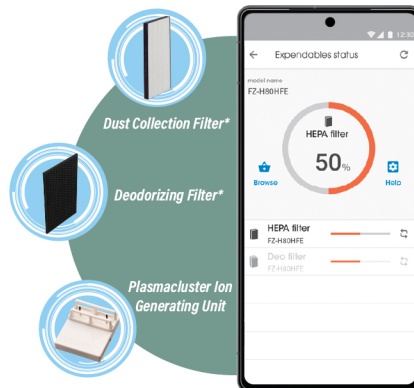 Dust Collection Filter*
Deodorizing Filter*
Plasmacluster Ion
Generating Unit
12:30
Expendables status
model name
FZ-H80HFE
HEPA filter
50%
Browse
Help
HEPA filter
FZ-H80HFE
Deo filter
FZ-H80HFE